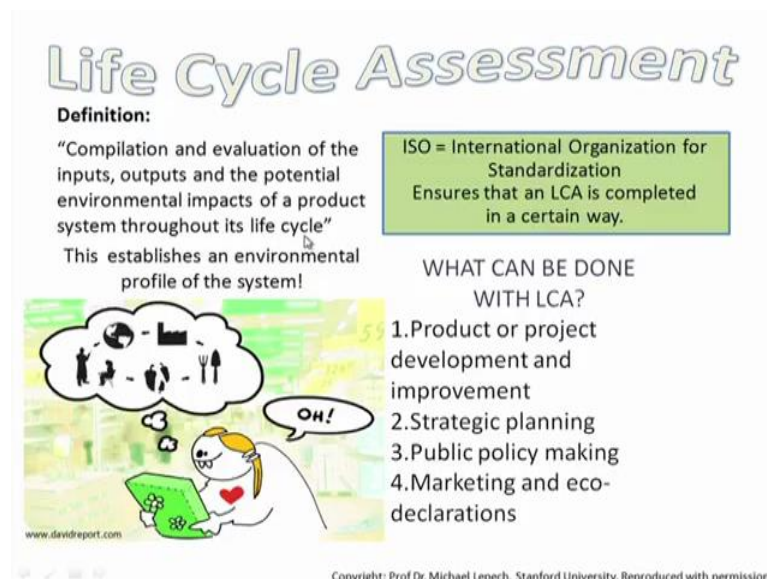 Life Cycle Assessment
Definition:
“Compilation and evaluation of the
inputs, outputs and the potential
environmental impacts of a product
system throughout its life cycle”
This establishes an environmental
profile of the system!
ISO = International Organization for
Standardization
Ensures that an LCA is completed
in a certain way.
WHAT CAN BE DONE
WITH LCA?
1.Product or project
development and
improvement
2.Strategic planning
3.Public policy making
4.Marketing and eco-
declarations
OH!
www.davidreport.com
Copyright: Prof Dr. Michael Lepech, Stanford University. Reproduced with permission